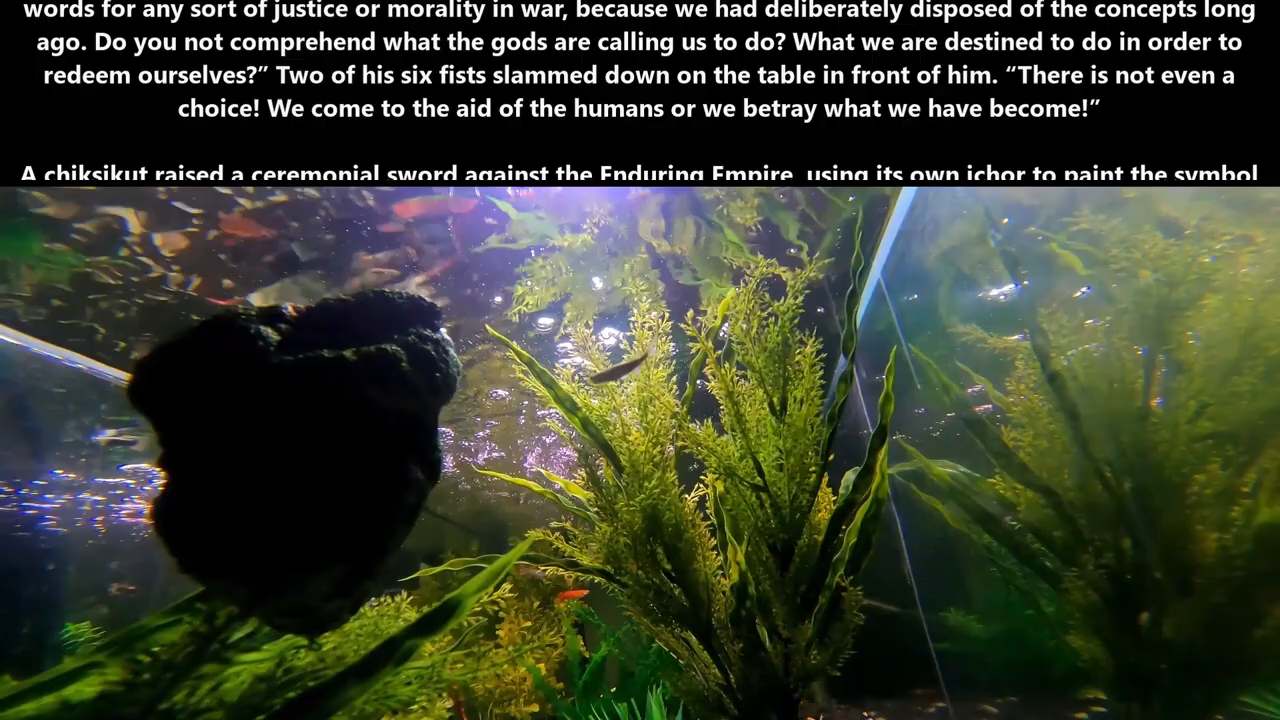 words for any sort of justice or morality in war, because we had deliberately disposed of the concepts long
ago. Do you not comprehend what the gods are calling us to do? What we are destined to do in order to
redeem ourselves?” Two of his six fists slammed down on the table in front of him. “There is not even a
choice! We come to the aid of the humans or we betray what we have become!”
A chiksikut raised a ceremonial sword against the Enduring Empire, using its own ichor to paint the symbol